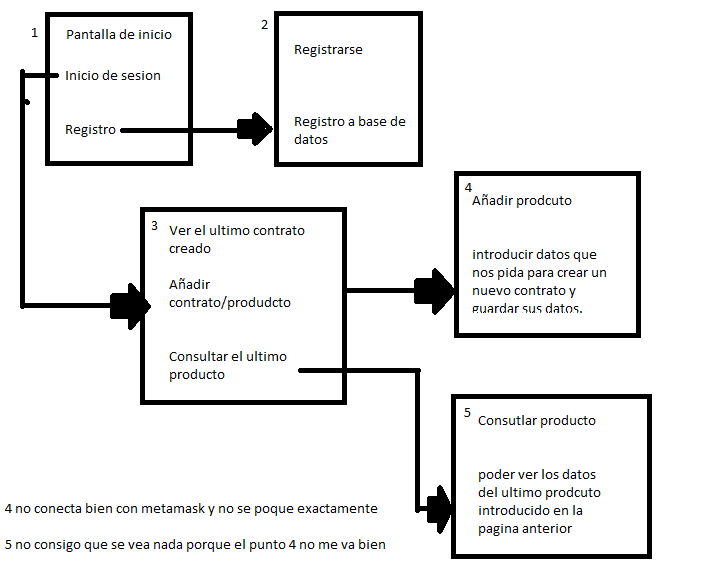 1
Pantalla de inicio
Inicio de sesion
Registro
2
Registrarse
Registro a base de
datos
3
Ver el ultimo contrato
creado
Añadir
contrato/produdcto
Consultar el ultimo
producto
4
Añadir prodcuto
introducir datos que
nos pida para crear un
nuevo contrato y
guardar sus datos.
5
Consutlar producto
poder ver los datos
del ultimo prodcuto
introducido en la
pagina anterior
4 no conecta bien con metamask y no se poque exactamente
5 no consigo que se vea nada porque el punto 4 no me va bien